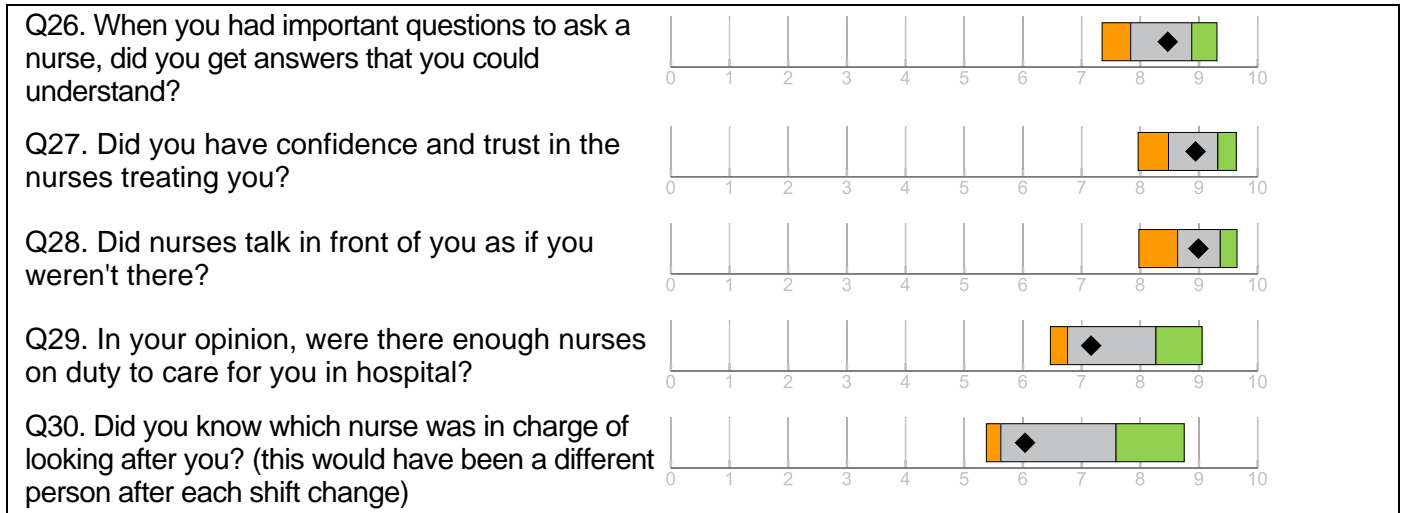 Q26. When you had important questions to ask a
nurse, did you get answers that you could
understand?
0 1 2 3 4 5 6 7 8 9 10
Q27. Did you have confidence and trust in the
nurses treating you?
0 1 2 3 4 5 6 7 8 9 10
Q28. Did nurses talk in front of you as if you
weren't there?
0 1 2 3 4 5 6 7 8 9 10
Q29. In your opinion, were there enough nurses
on duty to care for you in hospital?
0 1 2 3 4 5 6 7 8 9 10
Q30. Did you know which nurse was in charge of
looking after you? (this would have been a different
person after each shift change)
0 1 2 3 4 5 6 7 8 9 10